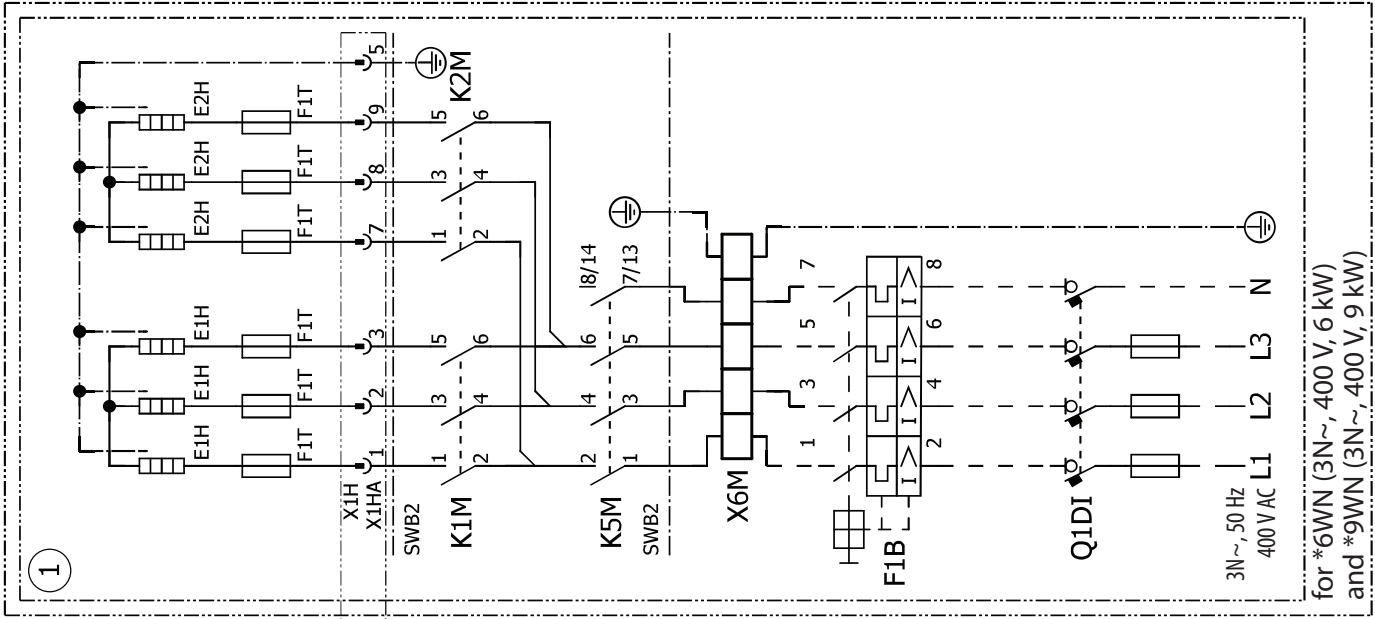 1
E1H E1H E1H E2H E2H E2H
F1T F1T F1T F1T F1T F1T
X1H
X1HA
1 2 3 7 8 9 5
SWB2
K1M
1 3 5
2 4 6
K2M
1 3 5
2 4 6
K5M
2 4 6 8/14
1 3 5 7/13
SWB2
X6M
1 3 5 7
F1B
I > I > I > I >
2 4 6 8
Q1DI
3N~, 50 Hz
400 V AC
L1 L2 L3 N
for *6WN (3N~, 400 V, 6 kW)
and *9WN (3N~, 400 V, 9 kW)